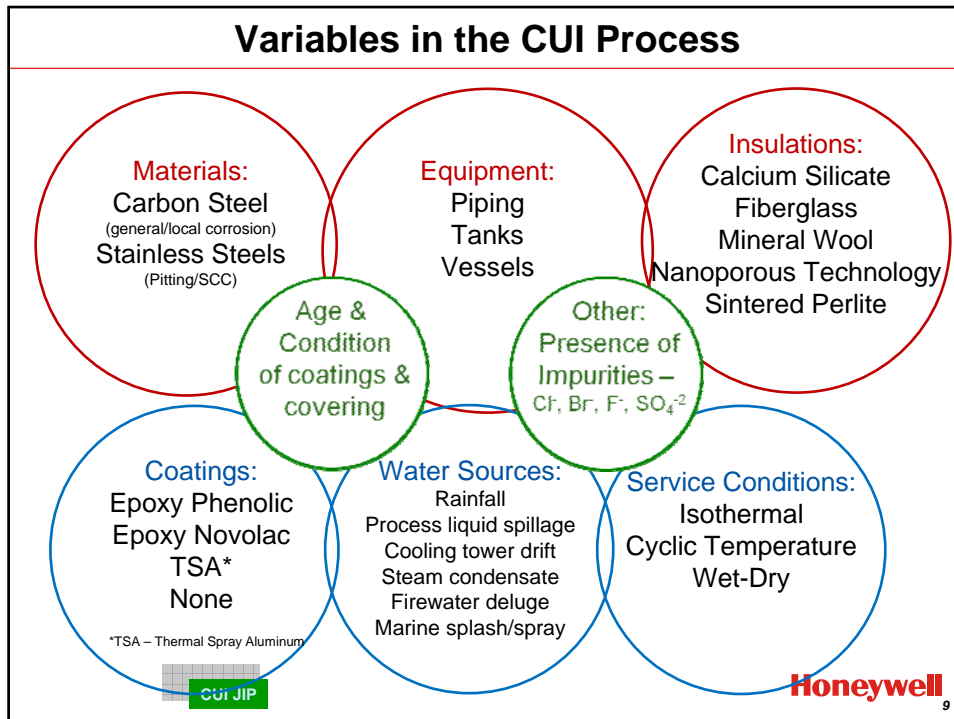 Variables in the CUI Process
Materials:
Carbon Steel
(general/local corrosion)
Stainless Steels
(Pitting/SCC)
Equipment:
Piping
Tanks
Vessels
Insulations:
Calcium Silicate
Fiberglass
Mineral Wool
Nanoporous Technology
Sintered Perlite
Age &
Condition
of coatings &
covering
Other:
Presence of
Impurities –
Cl-, Br-, F-, SO4-2
Coatings:
Epoxy Phenolic
Epoxy Novolac
TSA*
None
*TSA – Thermal Spray Aluminum
Water Sources:
Rainfall
Process liquid spillage
Cooling tower drift
Steam condensate
Firewater deluge
Marine splash/spray
Service Conditions:
Isothermal
Cyclic Temperature
Wet-Dry
CUI JIP
Honeywell
9